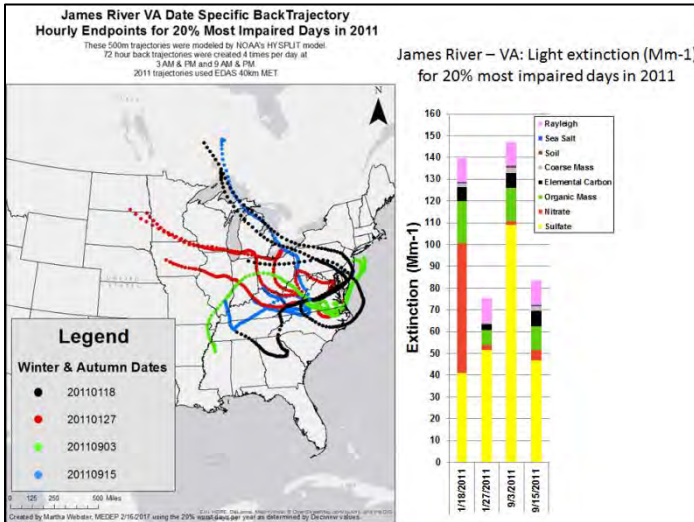 James River VA Date Specific BackTrajectory
Hourly Endpoints for 20% Most Impaired Days in 2011
These 500m trajectories were modeled by NOAA's HYSPLIT model.
72 hour back trajectories were created 4 times per day at
3 AM & PM and 9 AM & PM
2011 trajectories used EDAS 40km MET
N
Legend
Winter & Autumn Dates
20110118
20110127
20110903
20110915
0 125 250 500 Miles
Created by Martha Webster, MEDEP 2/16/2017 using the 20% worst days per year as determined by Deciview values.
James River – VA: Light extinction (Mm-1)
for 20% most impaired days in 2011
Extinction (Mm-1)
160
150
140
130
120
110
100
90
80
70
60
50
40
30
20
10
0
Rayleigh
Sea Salt
Soil
Coarse Mass
Elemental Carbon
Organic Mass
Nitrate
Sulfate
1/18/2011
1/27/2011
9/3/2011
9/15/2011